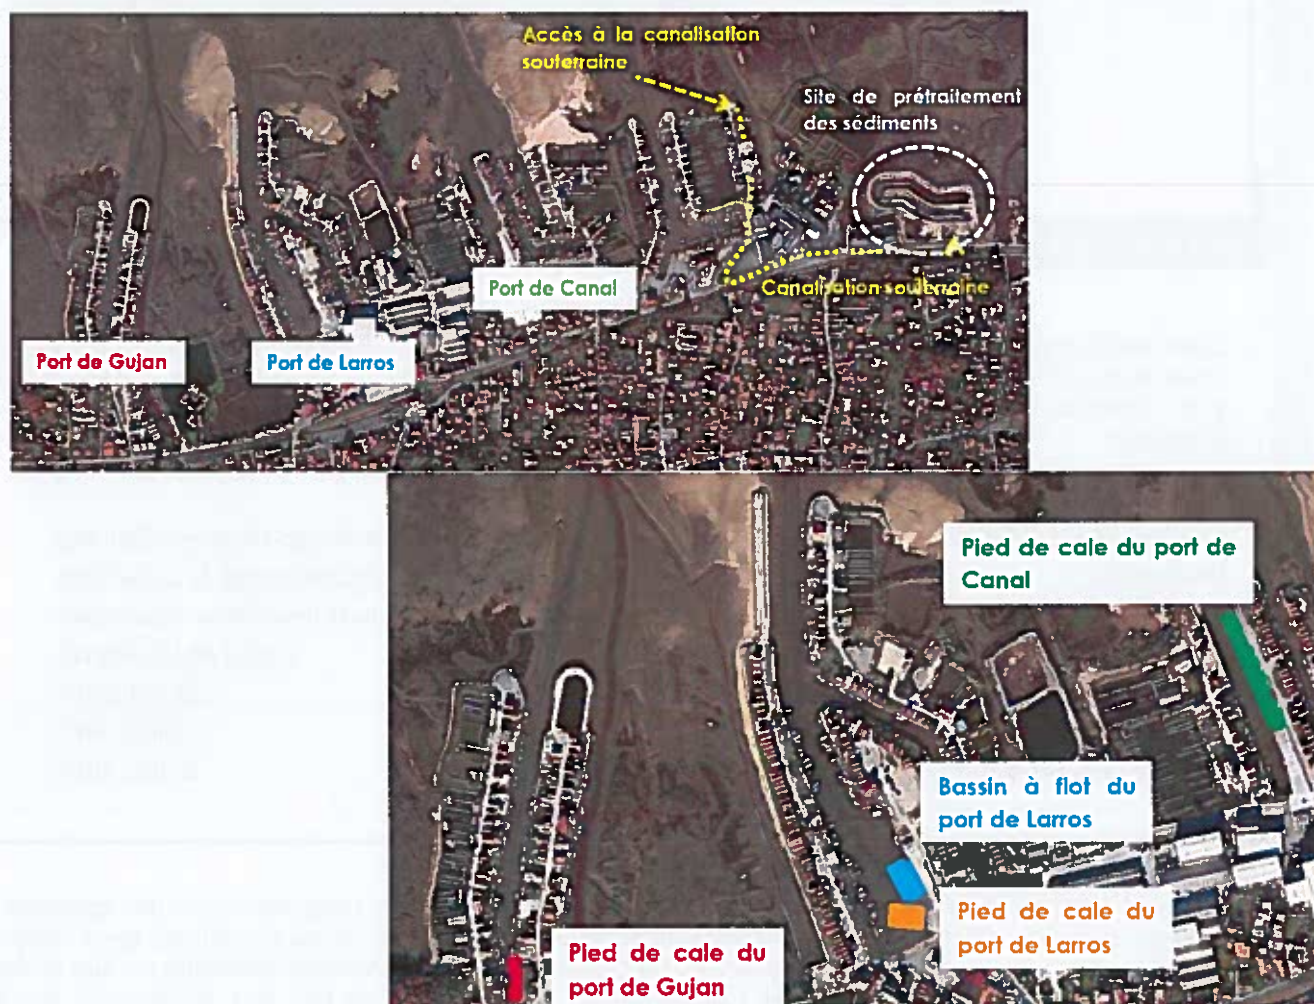 Accès à la canalisation
souterraine
Site de prétraitement
des sédiments
Port de Canal
Canalisation souterraine
Port de Gujan
Port de Larros
Pied de cale du port de
Canal
Bassin à flot du
port de Larros
Pied de cale du
port de Larros
Pied de cale du
port de Gujan